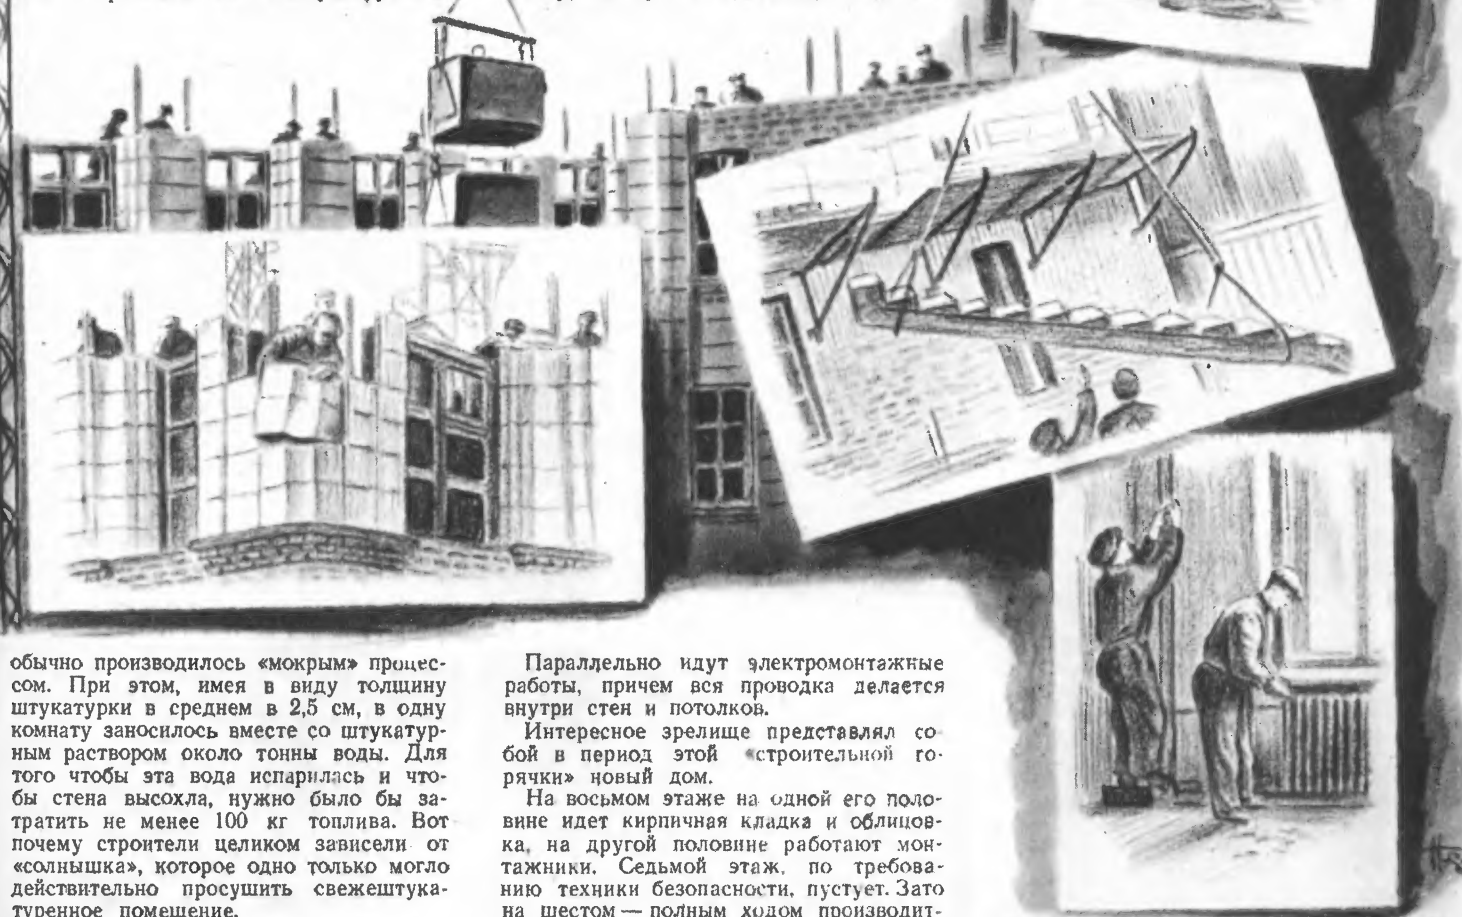 обычно производилось «мокрым» процес-
сом. При этом, имея в виду толщину
штукатурки в среднем в 2,5 см, в одну
комнату заносилось вместе со штукатур-
ным раствором около тонны воды. Для
того чтобы эта вода испарилась и что-
бы стена высохла, нужно было бы за-
тратить не менее 100 кг топлива. Вот
почему строители целиком зависели от
«солнышка», которое одно только могло
действительно просушить свежештука-
туренное помещение.
Параллельно идут электромонтажные
работы, причем вся проводка делается
внутри стен и потолков.
Интересное зрелище представлял со
бой в период этой «строительной го-
рячки» новый дом.
На восьмом этаже на одной его поло-
вине идет кирпичная кладка и облицов-
ка, на другой половине работают мон-
тажники. Седьмой этаж, по требова-
нию техники безопасности, пустует. Зато
на шестом — полным ходом производит-